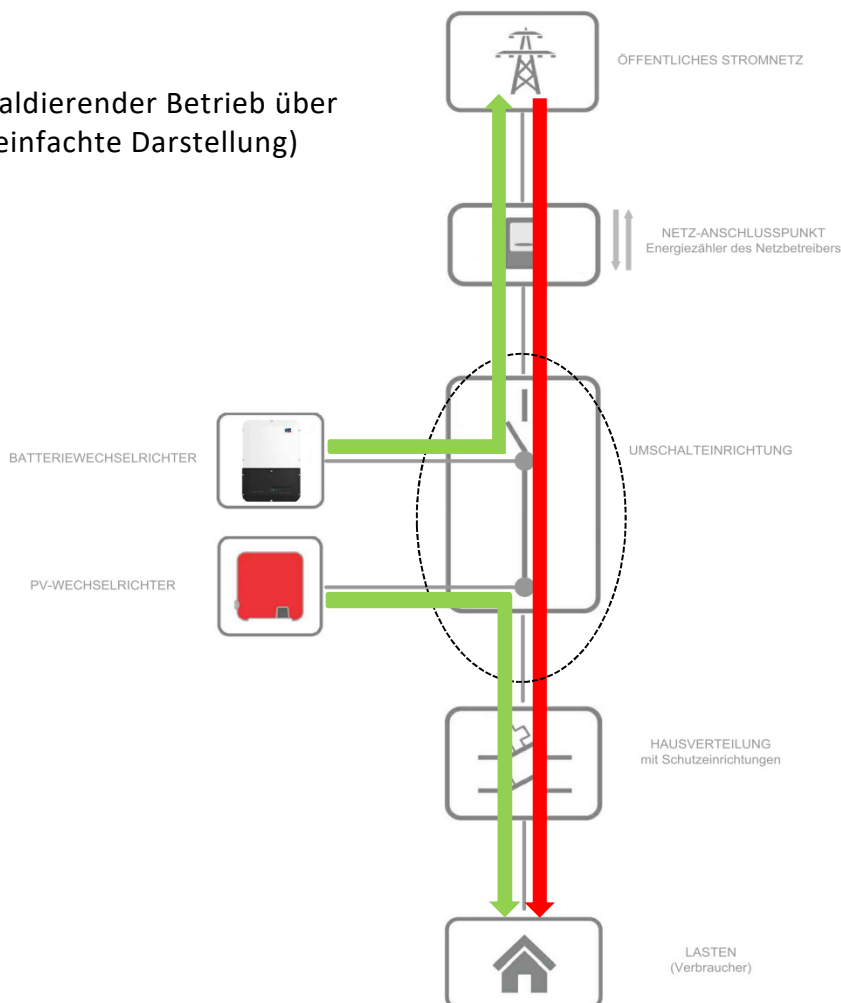 ÖFFENTLICHES STROMNETZ
aldierender Betrieb über
einfachte Darstellung)
NETZ-ANSCHLUSSPUNKT
Energiezähler des Netzbetreibers
BATTERIEWECHSELRICHTER
UMSCHALTEINRICHTUNG
PV-WECHSELRICHTER
HAUSVERTEILUNG
mit Schutzeinrichtungen
LASTEN
(Verbraucher)